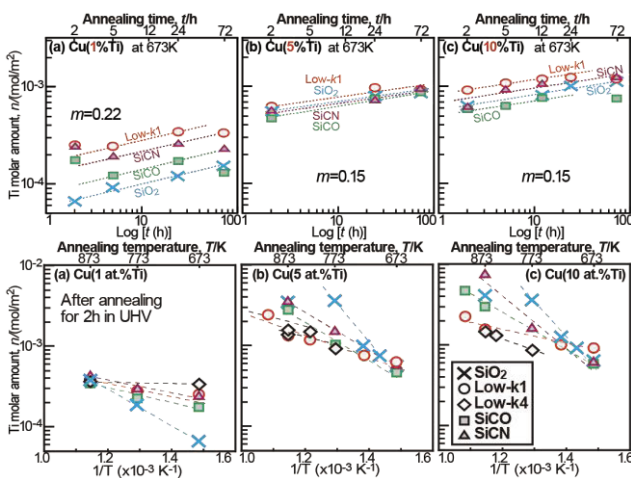 Annealing time, t/h
Annealing time, t/h
Annealing time, t/h
2 5 24 72
2 5 24 72
2 5 24 72
(a) Cu(1%Ti) at 673K
(b) Cu(5%Ti) at 673K
(c) Cu(10%Ti) at 673K
Ti molar amount, n/(mol/m²)
10⁻³
10⁻⁴
m=0.22
Low-k1
SiCN
SiCO
SiO₂
Low-k1
SiO₂
SiCN
SiCO
m=0.15
Low-k1
SiCN
SiCO
SiO₂
m=0.15
1 10 100
1 10 100
1 10 100
Log [t (h)]
Log [t (h)]
Log [t (h)]
Annealing temperature, T/K
Annealing temperature, T/K
Annealing temperature, T/K
873 773 673
873 773 673
873 773 673
(a) Cu(1 at.%Ti)
(b) Cu(5 at.%Ti)
(c) Cu(10 at.%Ti)
After annealing
for 2h in UHV
Ti molar amount, n/(mol/m²)
10⁻²
10⁻³
10⁻⁴
SiO₂
Low-k1
Low-k4
SiCO
SiCN
1.0 1.2 1.4 1.6
1.0 1.2 1.4 1.6
1.0 1.2 1.4 1.6
1/T (x10-3 K-1)
1/T (x10-3 K-1)
1/T (x10-3 K-1)